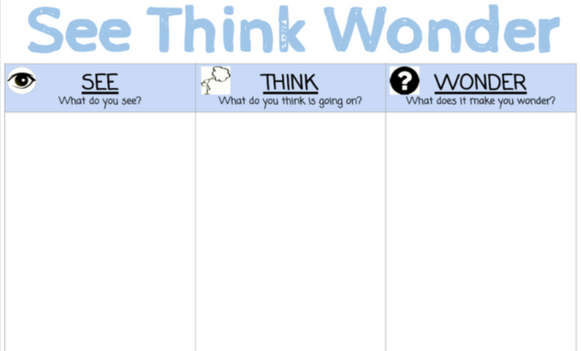 See Think Wonder
SEE
What do you see?
THINK
What do you think is going on?
?
WONDER
What does it make you wonder?